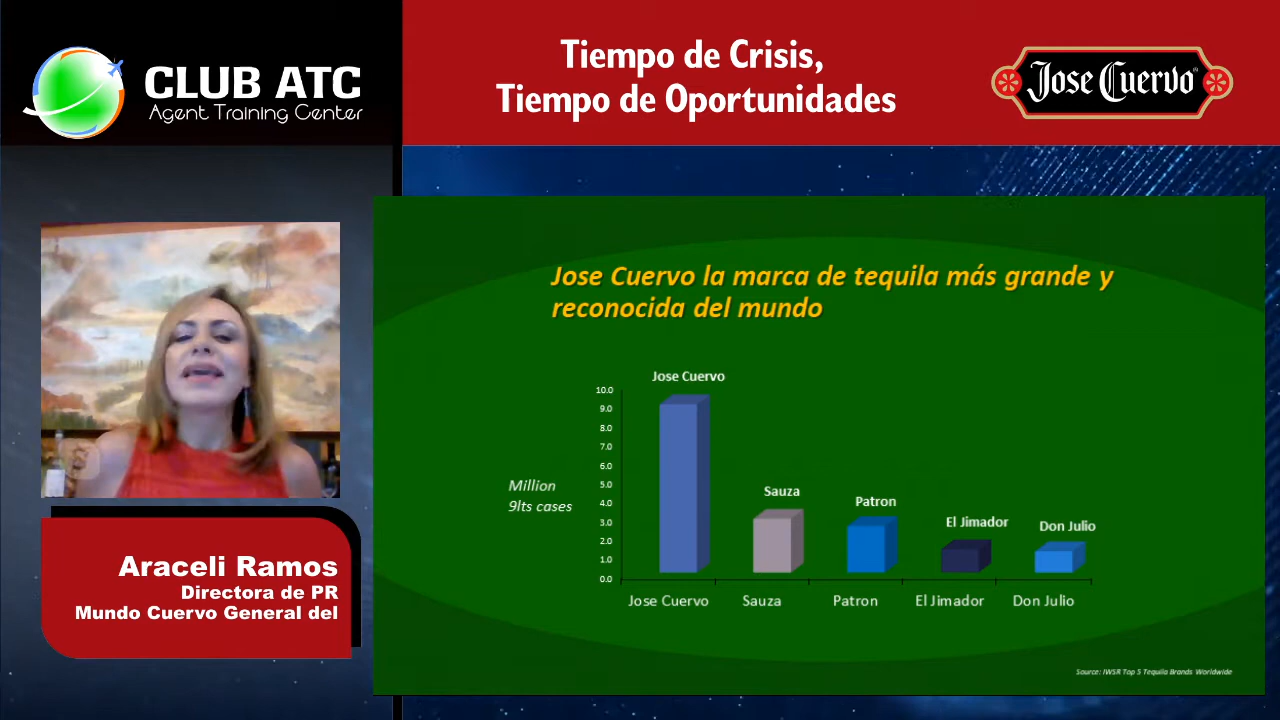 CLUB ATC
Agent Training Center
Tiempo de Crisis,
Tiempo de Oportunidades
Jose Cuervo
Araceli Ramos
Directora de PR
Mundo Cuervo General del
Jose Cuervo la marca de tequila más grande y
reconocida del mundo
Million
9lts cases
10.0
9.0
8.0
7.0
6.0
5.0
4.0
3.0
2.0
1.0
0.0
Jose Cuervo
Sauza
Patron
El Jimador
Don Julio
Jose Cuervo
Sauza
Patron
El Jimador
Don Julio
Source: IWSR Top 5 Tequila Brands Worldwide